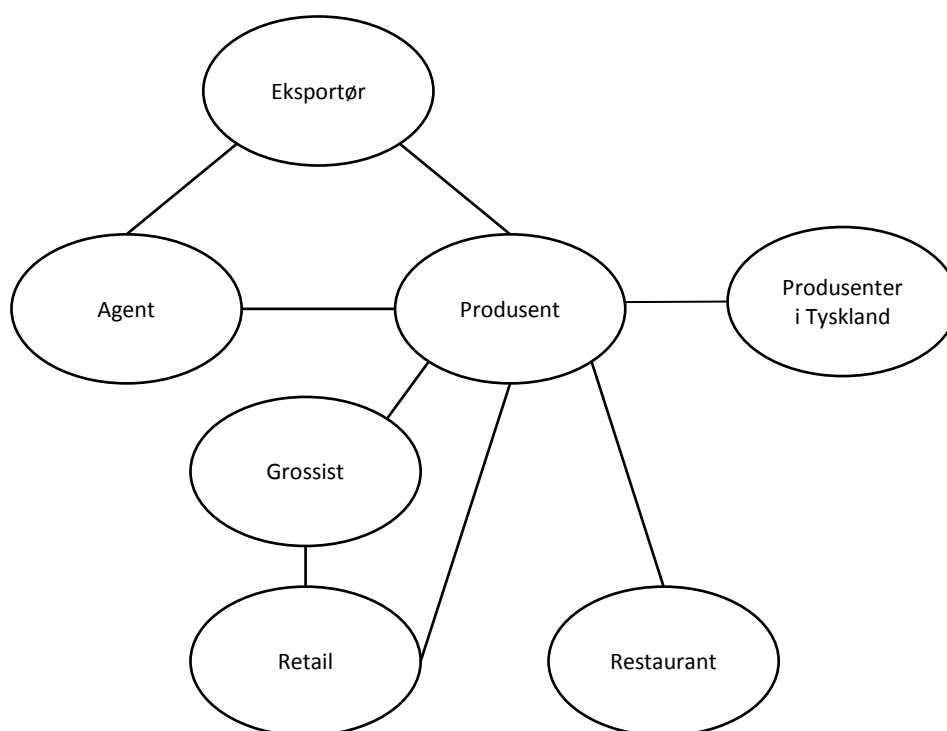 Eksportør
Agent
Produsent
Produsenter
i Tyskland
Grossist
Retail
Restaurant